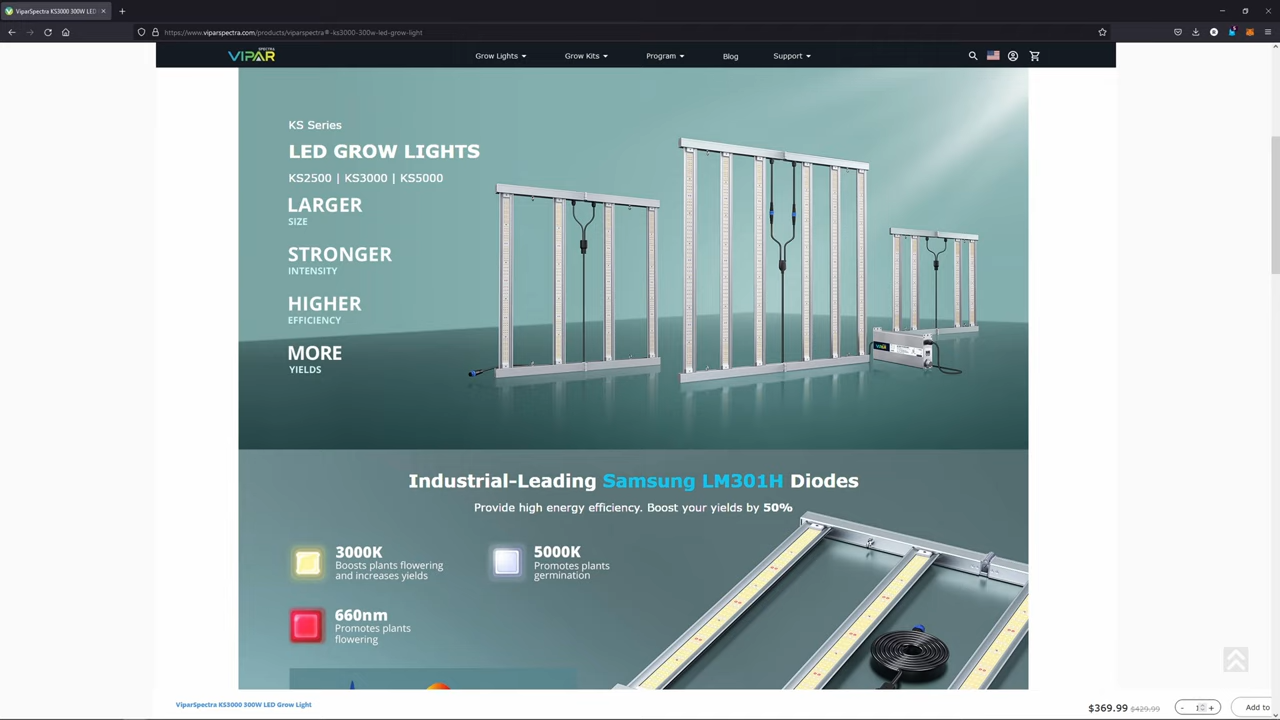 ViparSpectra KS3000 300W LED
https://www.viparspectra.com/products/viparspectra®-ks3000-300w-led-grow-light
VIPAR
SPECTRA
Grow Lights
Grow Kits
Program
Blog
Support
KS Series
LED GROW LIGHTS
KS2500 | KS3000 | KS5000
LARGER
SIZE
STRONGER
INTENSITY
HIGHER
EFFICIENCY
MORE
YIELDS
VIPAR
Industrial-Leading Samsung LM301H Diodes
Provide high energy efficiency. Boost your yields by 50%
3000K
Boosts plants flowering
and increases yields
5000K
Promotes plants
germination
660nm
Promotes plants
flowering
ViparSpectra KS3000 300W LED Grow Light
$369.99 $429.99
- 1 +
Add to